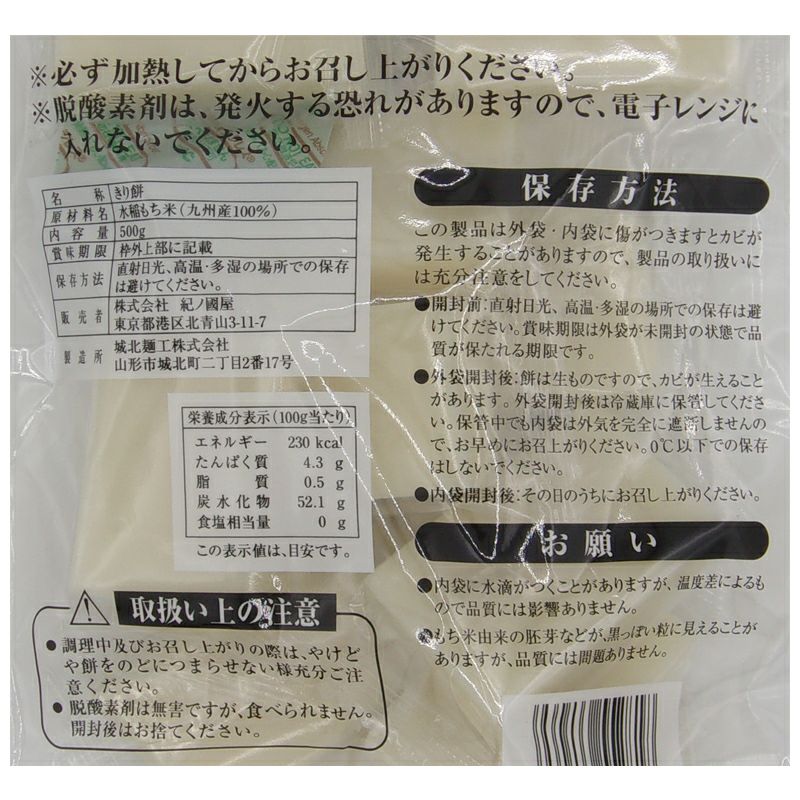 ※必ず加熱してからお召し上がりください。
※脱酸素剤は、発火する恐れがありますので、電子レンジに
入れないでください。
名称 きり餅
原材料名 水稲もち米（九州産100%）
内容量 500g
賞味期限 枠外上部に記載
保存方法 直射日光、高温・多湿の場所での保存
は避けてください。
販売者 株式会社 紀ノ國屋
東京都港区北青山3-11-7
製造所 城北麺工株式会社
山形市城北町二丁目2番17号
栄養成分表示（100g当たり）
エネルギー 230 kcal
たんぱく質 4.3 g
脂質 0.5 g
炭水化物 52.1 g
食塩相当量 0 g
この表示値は、目安です。
取扱い上の注意
●調理中及びお召し上がりの際は、やけど
や餅をのどにつまらせない様充分ご注
意ください。
●脱酸素剤は無害ですが、食べられません。
開封後はお捨てください。
保存方法
この製品は外袋・内袋に傷がつきますとカビが
発生することがありますので、製品の取り扱いに
は充分注意をしてください。
●開封前：直射日光、高温・多湿の場所での保存は避
けてください。賞味期限は外袋が未開封の状態で品
質が保たれる期限です。
●外袋開封後：餅は生ものですので、カビが生えること
があります。外袋開封後は冷蔵庫に保管してくださ
い。保管中でも内袋は外気を完全に遮断しませんの
で、お早めにお召上がりください。0℃以下での保存
はしないでください。
●内袋開封後：その日のうちにお召し上がりください。
お願い
●内袋に水滴がつくことがありますが、温度差によるも
ので品質には影響ありません。
●もち米由来の胚芽などが、黒っぽい粒に見えることが
ありますが、品質には問題ありません。